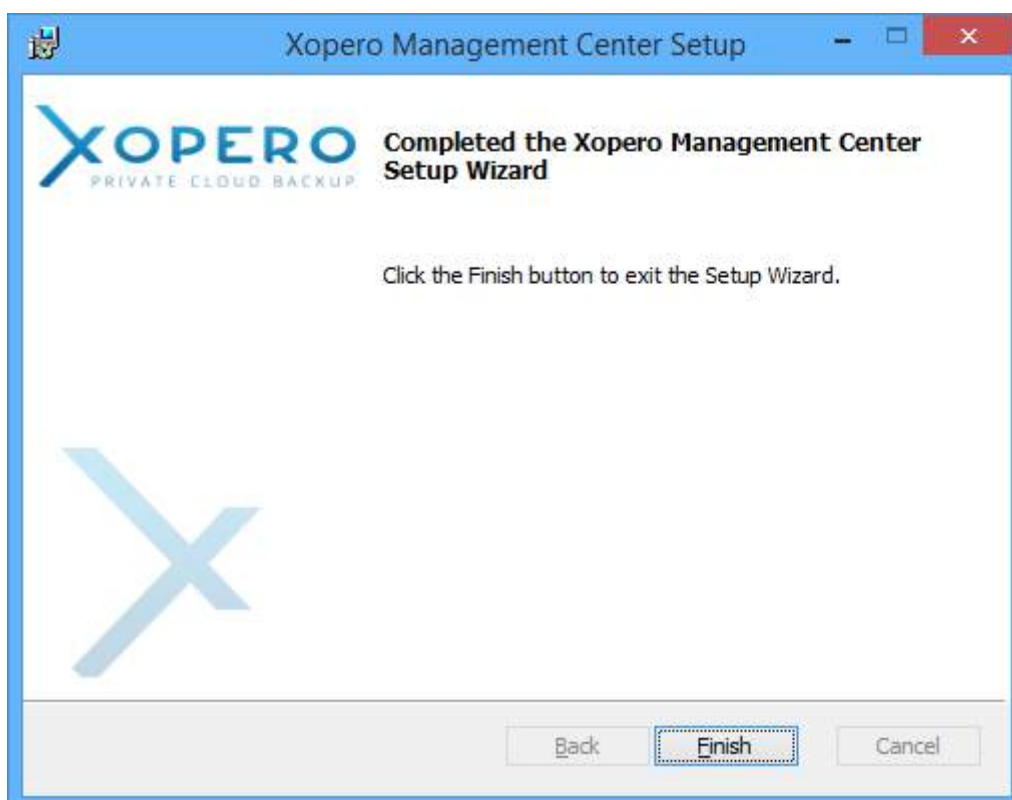 Xopero Management Center Setup
XOPERO
PRIVATE CLOUD BACKUP
Completed the Xopero Management Center
Setup Wizard
Click the Finish button to exit the Setup Wizard.
Back
Finish
Cancel